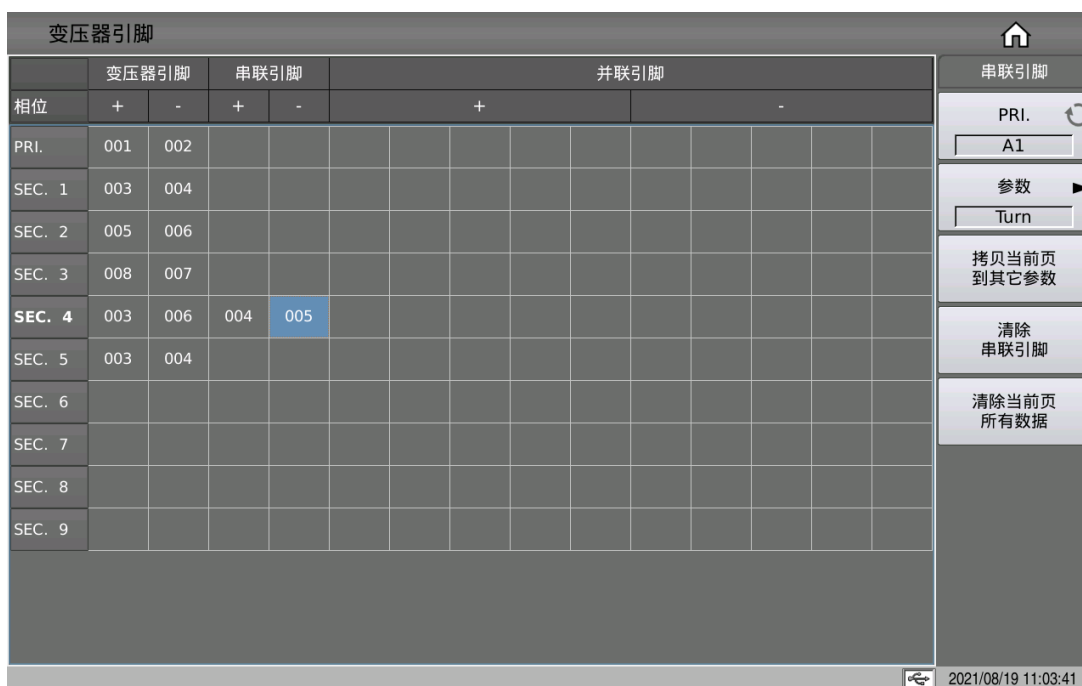 变压器引脚
变压器引脚 串联引脚 并联引脚
相位 + - + - + -
PRI. 001 002
SEC. 1 003 004
SEC. 2 005 006
SEC. 3 008 007
SEC. 4 003 006 004 005
SEC. 5 003 004
SEC. 6
SEC. 7
SEC. 8
SEC. 9
串联引脚
PRI.
A1
参数
Turn
拷贝当前页
到其它参数
清除
串联引脚
清除当前页
所有数据
2021/08/19 11:03:41